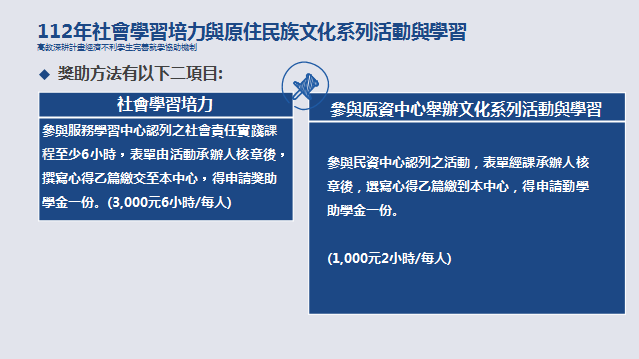 112年社會學習培力與原住民族文化系列活動與學習
高教深耕計畫經濟不利學生完善就學協助機制
◆ 獎助方法有以下二項目:
社會學習培力
參與服務學習中心認列之社會責任實踐課
程至少6小時，表單由活動承辦人核章後，
撰寫心得乙篇繳交至本中心，得申請獎助
學金一份。(3,000元6小時/每人)
參與原資中心舉辦文化系列活動與學習
參與民資中心認列之活動，表單經課承辦人核
章後，選寫心得乙篇繳到本中心，得申請勤學
助學金一份。
(1,000元2小時/每人)